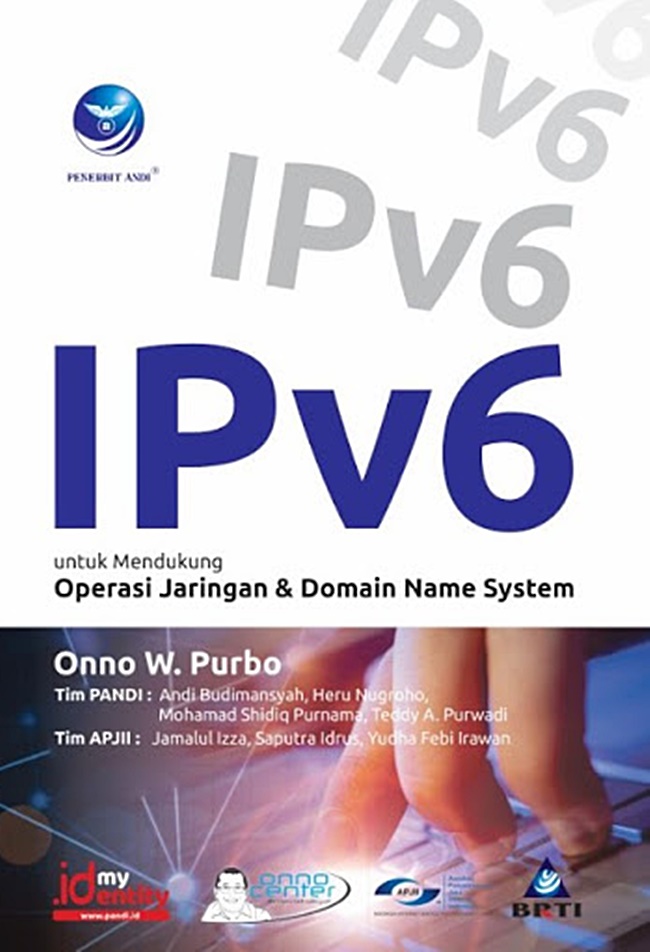 IPv6
IPv6
PENERBIT ANDI®
IPv6
IPv6
untuk Mendukung
Operasi Jaringan & Domain Name System
Onno W. Purbo
Tim PANDI : Andi Budimansyah, Heru Nugroho,
Mohamad Shidiq Purnama, Teddy A. Purwadi
Tim APJII : Jamalul Izza, Saputra Idrus, Yudha Febi Irawan
.id my identity
www.pandi.id
onno center
APJII
BRTI